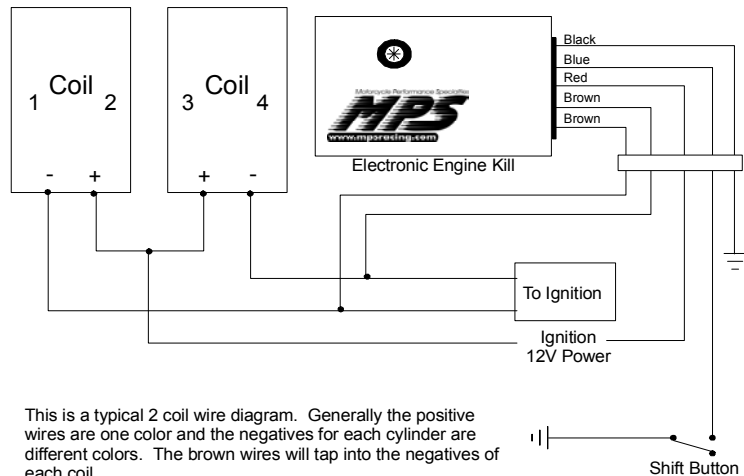 Coil
1 2
Coil
3 4
- +
+ -
Motorcycle Performance Specialties
MPS
www.mpsracing.com
Electronic Engine Kill
Black
Blue
Red
Brown
Brown
To Ignition
Ignition
12V Power
Shift Button
This is a typical 2 coil wire diagram. Generally the positive
wires are one color and the negatives for each cylinder are
different colors. The brown wires will tap into the negatives of
each coil